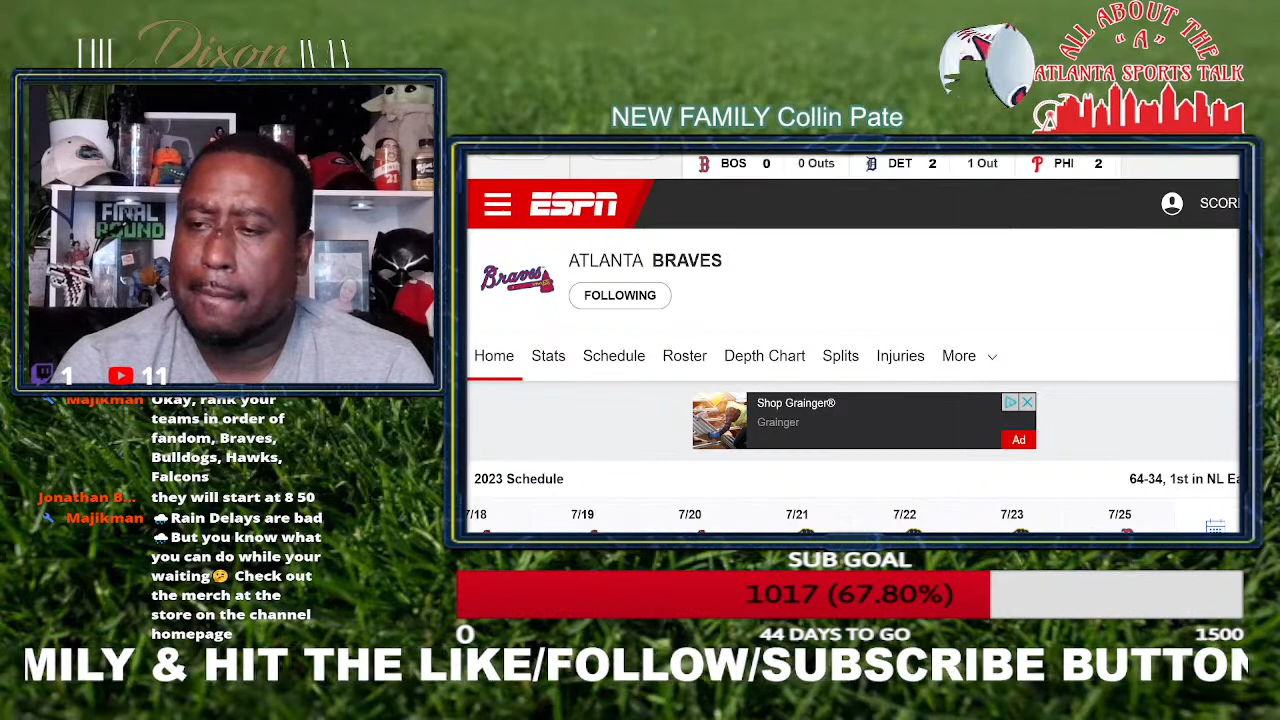 Dixon
ALL ABOUT THE
"A"
ATLANTA SPORTS TALK
NEW FAMILY Collin Pate
BOS 0 0 Outs DET 2 1 Out PHI 2
ESPN
SCORI
FINAL
ROUND
21
ATLANTA BRAVES
Braves
FOLLOWING
Home Stats Schedule Roster Depth Chart Splits Injuries More
1 11
Shop Grainger®
Grainger
Ad
2023 Schedule 64-34, 1st in NL Ea
7/18 7/19 7/20 7/21 7/22 7/23 7/25
Majikman Okay, rank your
teams in order of
fandom, Braves,
Bulldogs, Hawks,
Falcons
Jonathan B... they will start at 8 50
Majikman 🌧Rain Delays are bad
🌧But you know what
you can do while your
waiting🤔 Check out
the merch at the
store on the channel
homepage
SUB GOAL
1017 (67.80%)
0 44 DAYS TO GO 1500
MILY & HIT THE LIKE/FOLLOW/SUBSCRIBE BUTTON